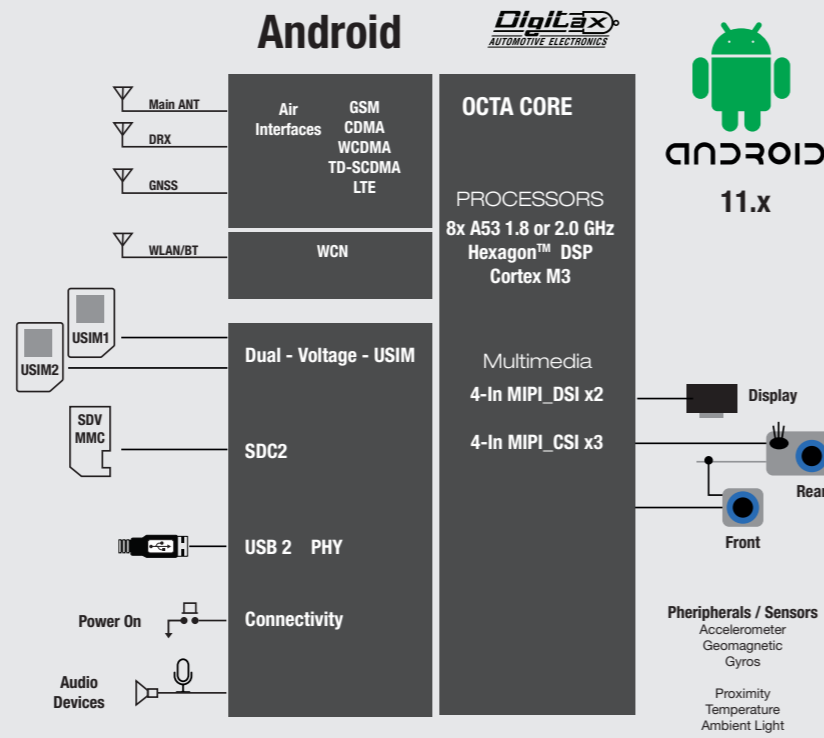 Android
Digitax
AUTOMOTIVE ELECTRONICS
ANDROID
11.x
Main ANT
DRX
GNSS
WLAN/BT
Air
Interfaces
GSM
CDMA
WCDMA
TD-SCDMA
LTE
WCN
USIM1
USIM2
Dual - Voltage - USIM
SDV
MMC
SDC2
USB 2 PHY
Power On
Connectivity
Audio
Devices
OCTA CORE
PROCESSORS
8x A53 1.8 or 2.0 GHz
Hexagon™ DSP
Cortex M3
Multimedia
4-ln MIPI_DSI x2
4-ln MIPI_CSI x3
Display
Rear
Front
Pheripherals / Sensors
Accelerometer
Geomagnetic
Gyros
Proximity
Temperature
Ambient Light